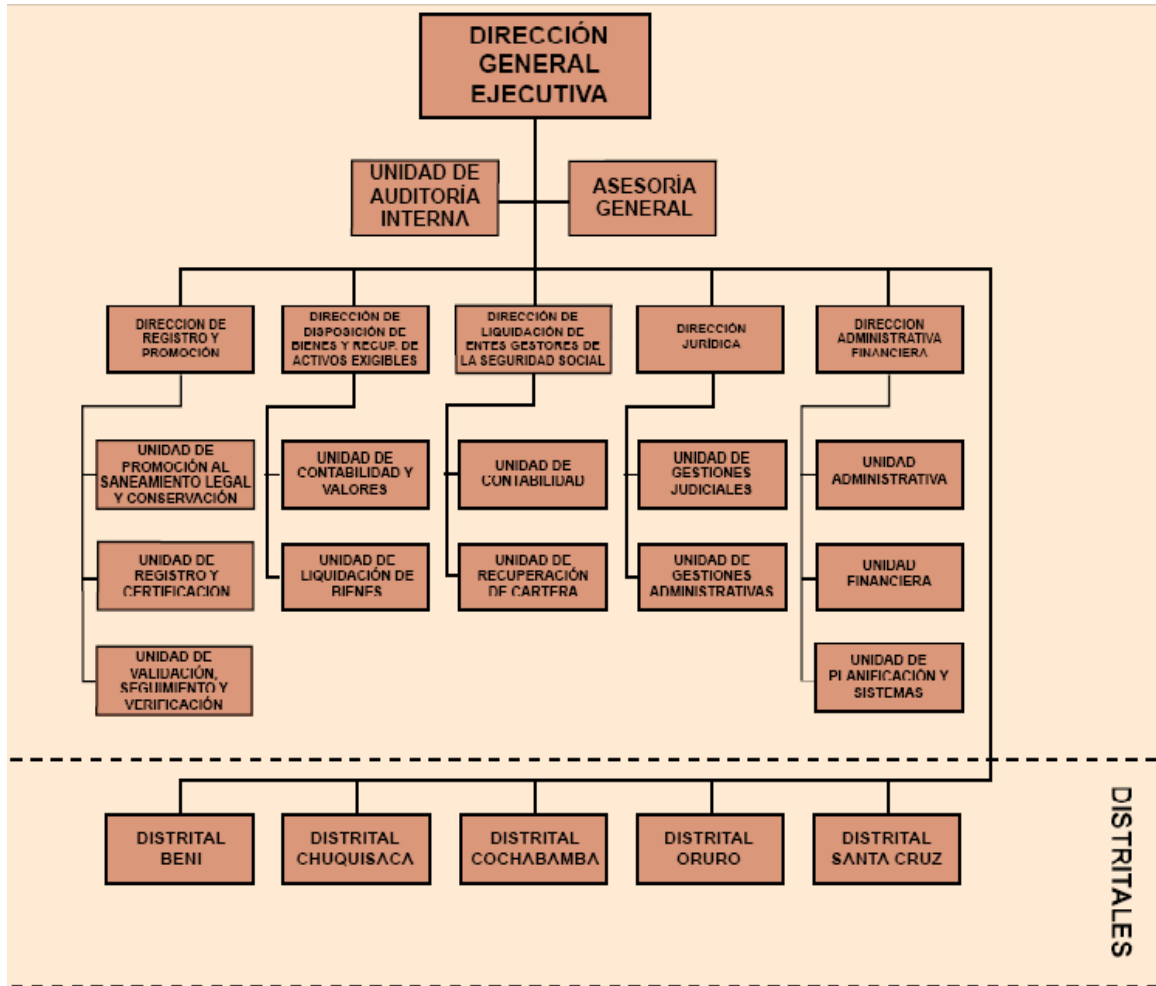 DIRECCIÓN
GENERAL
EJECUTIVA
UNIDAD DE
AUDITORÍA
INTERNA
ASESORÍA
GENERAL
DIRECCION DE
REGISTRO Y
PROMOCIÓN
DIRECCIÓN DE
DISPOSICIÓN DE
BIENES Y RECUP. DE
ACTIVOS EXIGIBLES
DIRECCIÓN DE
LIQUIDACIÓN DE
ENTES GESTORES DE
LA SEGURIDAD SOCIAL
DIRECCIÓN
JURÍDICA
DIRECCION
ADMINISTRATIVA
FINANCIERA
UNIDAD DE
PROMOCIÓN AL
SANEAMIENTO LEGAL
Y CONSERVACIÓN
UNIDAD DE
CONTABILIDAD Y
VALORES
UNIDAD DE
CONTABILIDAD
UNIDAD DE
GESTIONES
JUDICIALES
UNIDAD
ADMINISTRATIVA
UNIDAD DE
REGISTRO Y
CERTIFICACION
UNIDAD DE
LIQUIDACIÓN DE
BIENES
UNIDAD DE
RECUPERACIÓN
DE CARTERA
UNIDAD DE
GESTIONES
ADMINISTRATIVAS
UNIDAD
FINANCIERA
UNIDAD DE
VALIDACIÓN,
SEGUIMIENTO Y
VERIFICACIÓN
UNIDAD DE
PLANIFICACIÓN Y
SISTEMAS
DISTRITAL
BENI
DISTRITAL
CHUQUISACA
DISTRITAL
COCHABAMBA
DISTRITAL
ORURO
DISTRITAL
SANTA CRUZ
DISTRITALES